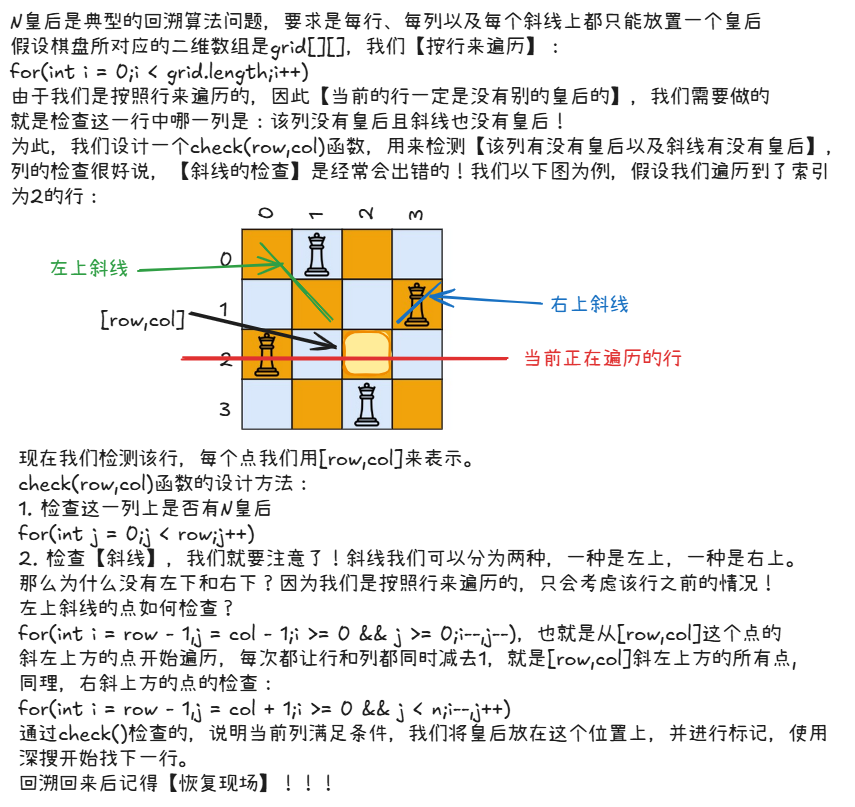 N皇后是典型的回溯算法问题，要求是每行、每列以及每个斜线上都只能放置一个皇后
假设棋盘所对应的二维数组是grid[][]，我们【按行来遍历】：
for(int i = 0;i < grid.length;i++)
由于我们是按照行来遍历的，因此【当前的行一定是没有别的皇后的】，我们需要做的
就是检查这一行中哪一列是：该列没有皇后且斜线也没有皇后！
为此，我们设计一个check(row,col)函数，用来检测【该列有没有皇后以及斜线有没有皇后】，
列的检查很好说，【斜线的检查】是经常会出错的！我们以下图为例，假设我们遍历到了索引
为2的行：
0 1 2 3
0
左上斜线
1
右上斜线
[row,col]
2
当前正在遍历的行
3
现在我们检测该行，每个点我们用[row,col]来表示。
check(row,col)函数的设计方法：
1. 检查这一列上是否有N皇后
for(int j = 0;j < row;j++)
2. 检查【斜线】，我们就要注意了！斜线我们可以分为两种，一种是左上，一种是右上。
那么为什么没有左下和右下？因为我们是按照行来遍历的，只会考虑该行之前的情况！
左上斜线的点如何检查？
for(int i = row - 1,j = col - 1;i >= 0 && j >= 0;i--,j--)，也就是从[row,col]这个点的
斜左上方的点开始遍历，每次都让行和列都同时减去1，就是[row,col]斜左上方的所有点,
同理，右斜上方的点的检查：
for(int i = row - 1,j = col + 1;i >= 0 && j < n;i--,j++)
通过check()检查的，说明当前列满足条件，我们将皇后放在这个位置上，并进行标记，使用
深搜开始找下一行。
回溯回来后记得【恢复现场】！！！